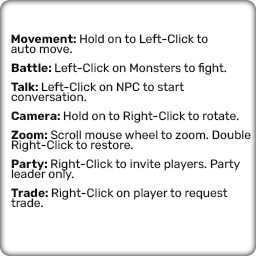 Movement: Hold on to Left-Click to
auto move.
Battle: Left-Click on Monsters to fight.
Talk: Left-Click on NPC to start
conversation.
Camera: Hold on to Right-Click to rotate.
Zoom: Scroll mouse wheel to zoom. Double
Right-Click to restore.
Party: Right-Click to invite players. Party
leader only.
Trade: Right-Click on player to request
trade.